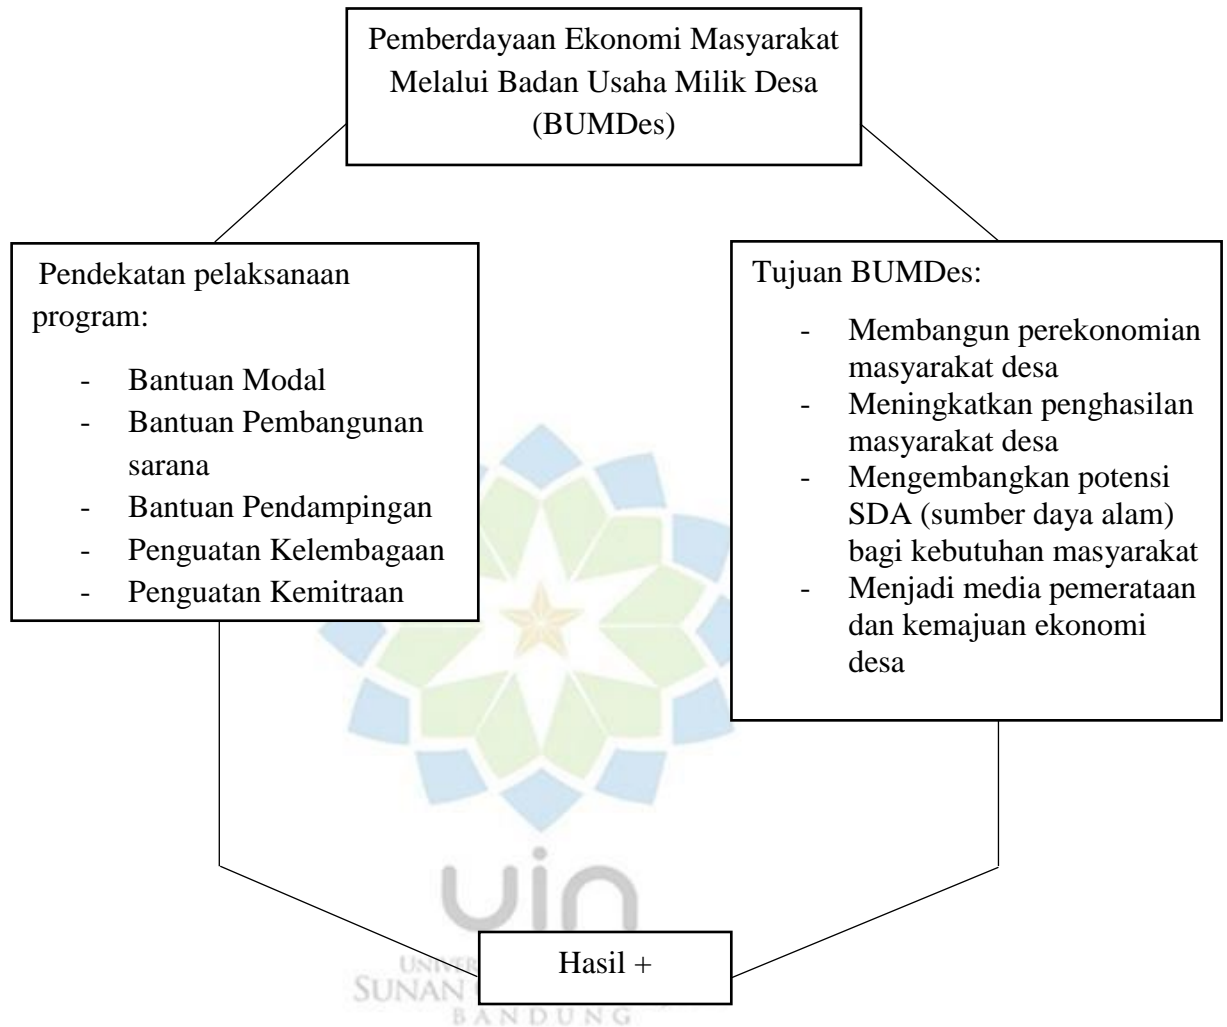 Pemberdayaan Ekonomi Masyarakat
Melalui Badan Usaha Milik Desa
(BUMDes)
Pendekatan pelaksanaan
program:
- Bantuan Modal
- Bantuan Pembangunan
sarana
- Bantuan Pendampingan
- Penguatan Kelembagaan
- Penguatan Kemitraan
Tujuan BUMDes:
- Membangun perekonomian
masyarakat desa
- Meningkatkan penghasilan
masyarakat desa
- Mengembangkan potensi
SDA (sumber daya alam)
bagi kebutuhan masyarakat
- Menjadi media pemerataan
dan kemajuan ekonomi
desa
uin
Hasil +
SUNAN
BANDUNG